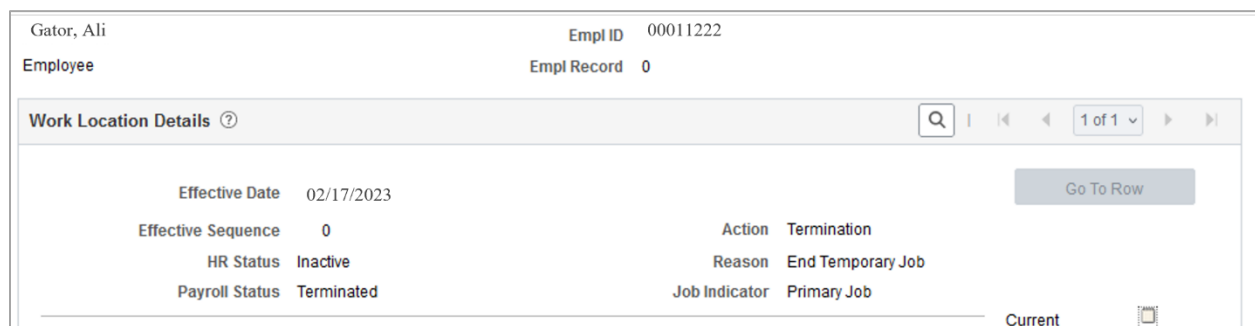 Gator, Ali Empl ID 00011222
Employee Empl Record 0
Work Location Details ? 1 of 1
Effective Date 02/17/2023 Go To Row
Effective Sequence 0 Action Termination
HR Status Inactive Reason End Temporary Job
Payroll Status Terminated Job Indicator Primary Job
Current